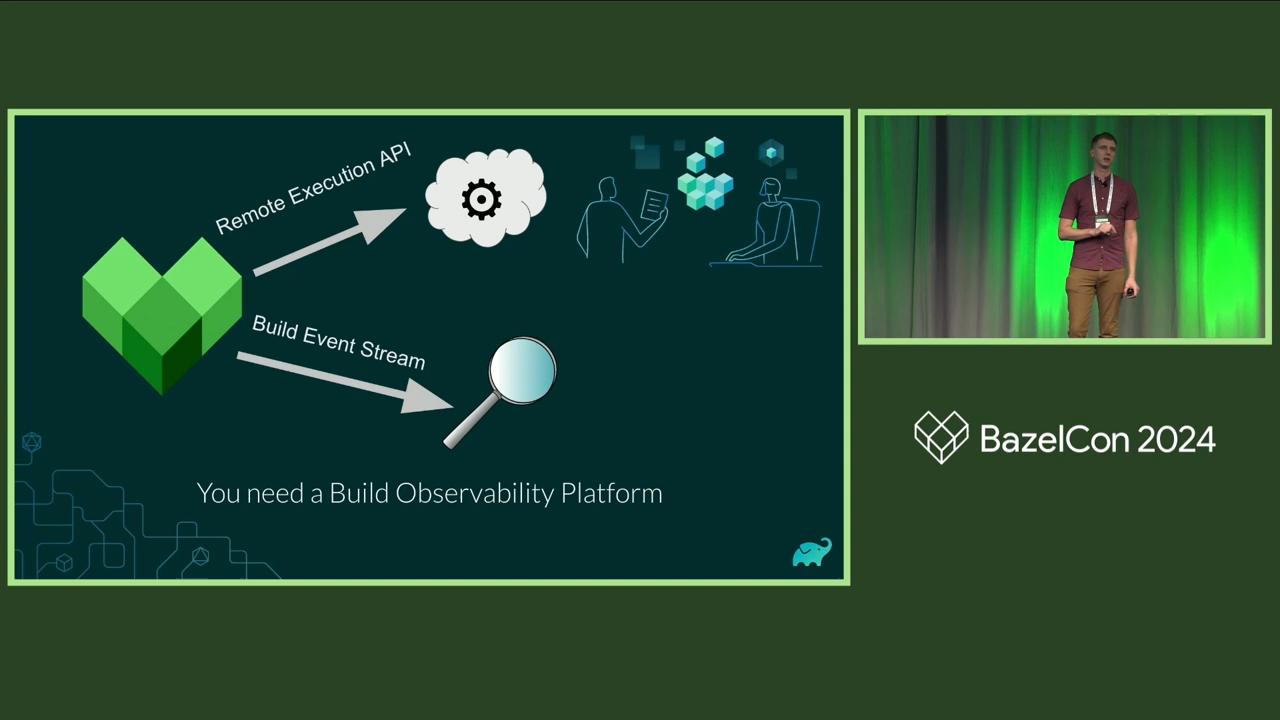 Remote Execution API
Build Event Stream
You need a Build Observability Platform
BazelCon 2024